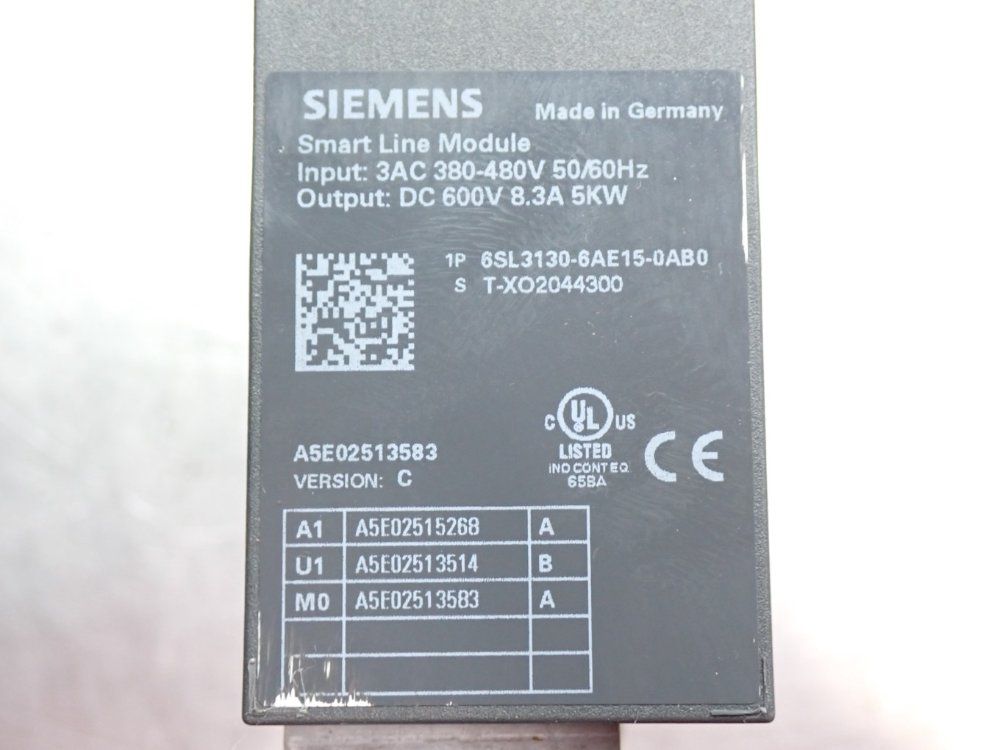 SIEMENS Made in Germany
Smart Line Module
Input: 3AC 380-480V 50/60Hz
Output: DC 600V 8.3A 5KW
1P 6SL3130-6AE15-0AB0
S T-XO2044300
C UL US
LISTED
IND CONT EQ
65BA
CE
A5E02513583
VERSION: C
A1 A5E02515268 A
U1 A5E02513514 B
M0 A5E02513583 A